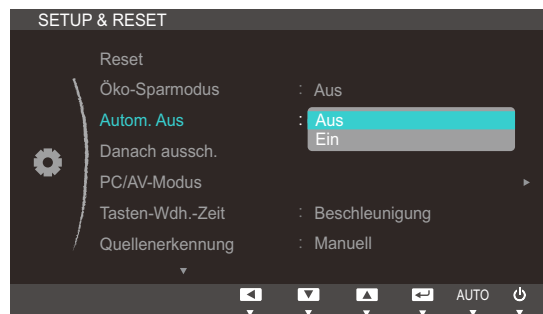 SETUP & RESET
Reset
Öko-Sparmodus : Aus
Autom. Aus : Aus
Ein
Danach aussch.
PC/AV-Modus
Tasten-Wdh.-Zeit : Beschleunigung
Quellenerkennung : Manuell
AUTO